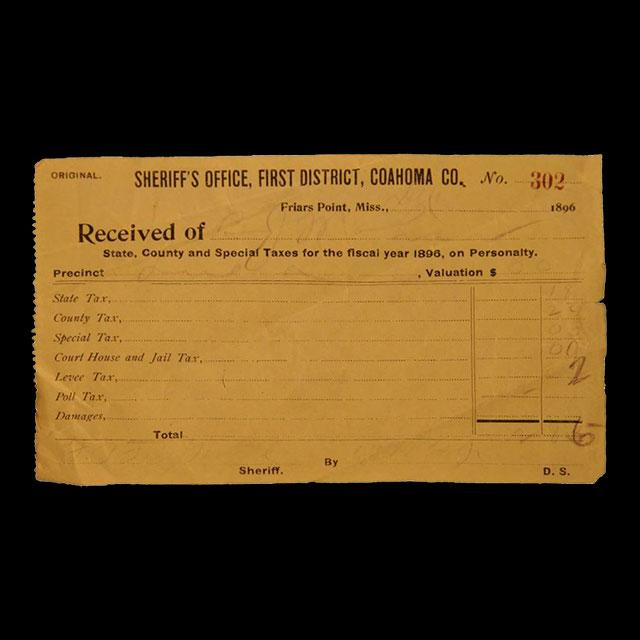 ORIGINAL. SHERIFF'S OFFICE, FIRST DISTRICT, COAHOMA CO. No. 302
Friars Point, Miss., 1896
Received of
State, County and Special Taxes for the fiscal year 1896, on Personalty.
Precinct , Valuation $
State Tax,
County Tax,
Special Tax,
Court House and Jail Tax,
Levee Tax, 2
Poll Tax,
Damages,
Total
Sheriff. By D. S.